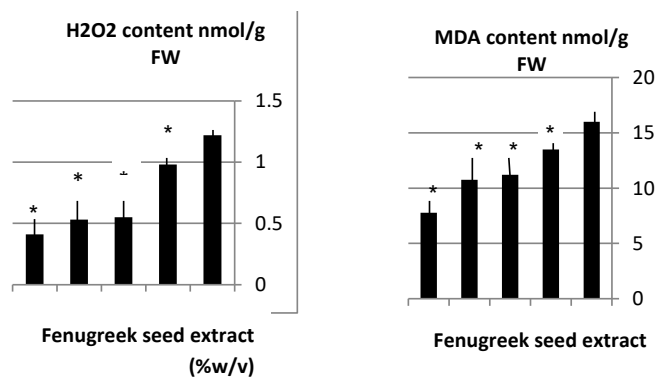 H2O2 content nmol/g
FW
1.5
1
0.5
0
*
*
*
*
Fenugreek seed extract
(%w/v)
MDA content nmol/g
FW
20
15
10
5
0
*
*
*
*
Fenugreek seed extract